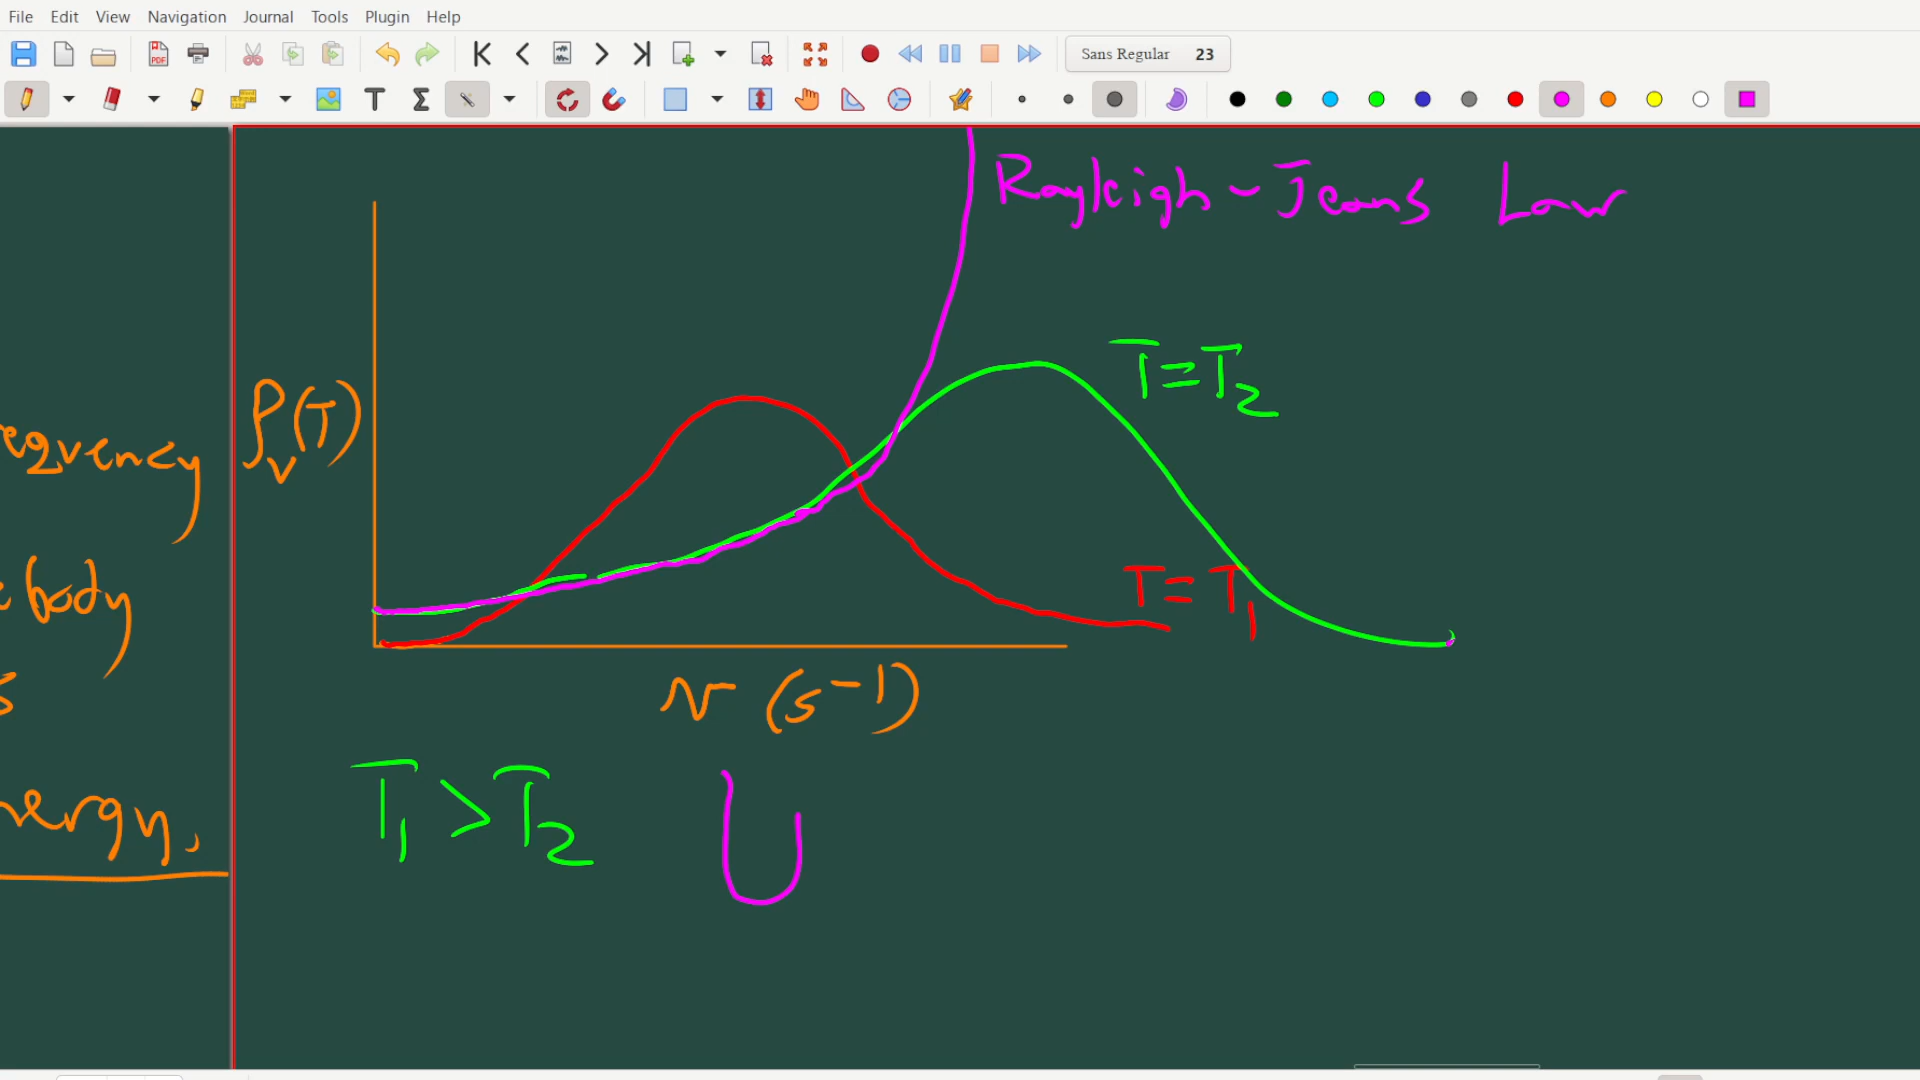 File Edit View Navigation Journal Tools Plugin Help
Sans Regular 23
Rayleigh - Jeans Law
T = T2
ρν(T)
T = T1
body
ν (s-1)
T1 > T2
U